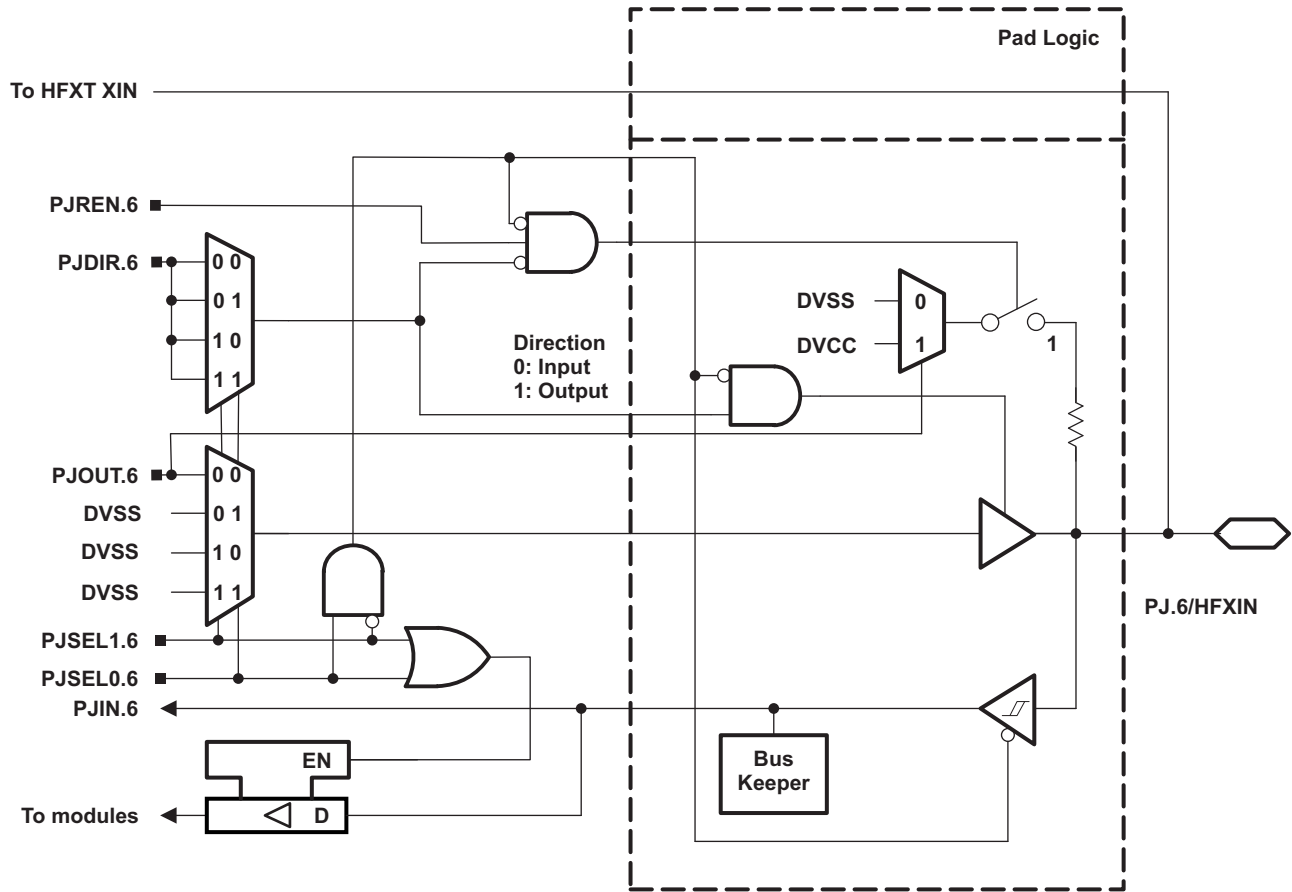 Pad Logic
To HFXT XIN
PJREN.6
PJDIR.6
0 0
0 1
1 0
1 1
Direction
0: Input
1: Output
DVSS
0
DVCC
1
1
PJOUT.6
0 0
DVSS
0 1
DVSS
1 0
DVSS
1 1
PJ.6/HFXIN
PJSEL1.6
PJSEL0.6
PJIN.6
EN
Bus
Keeper
To modules
D